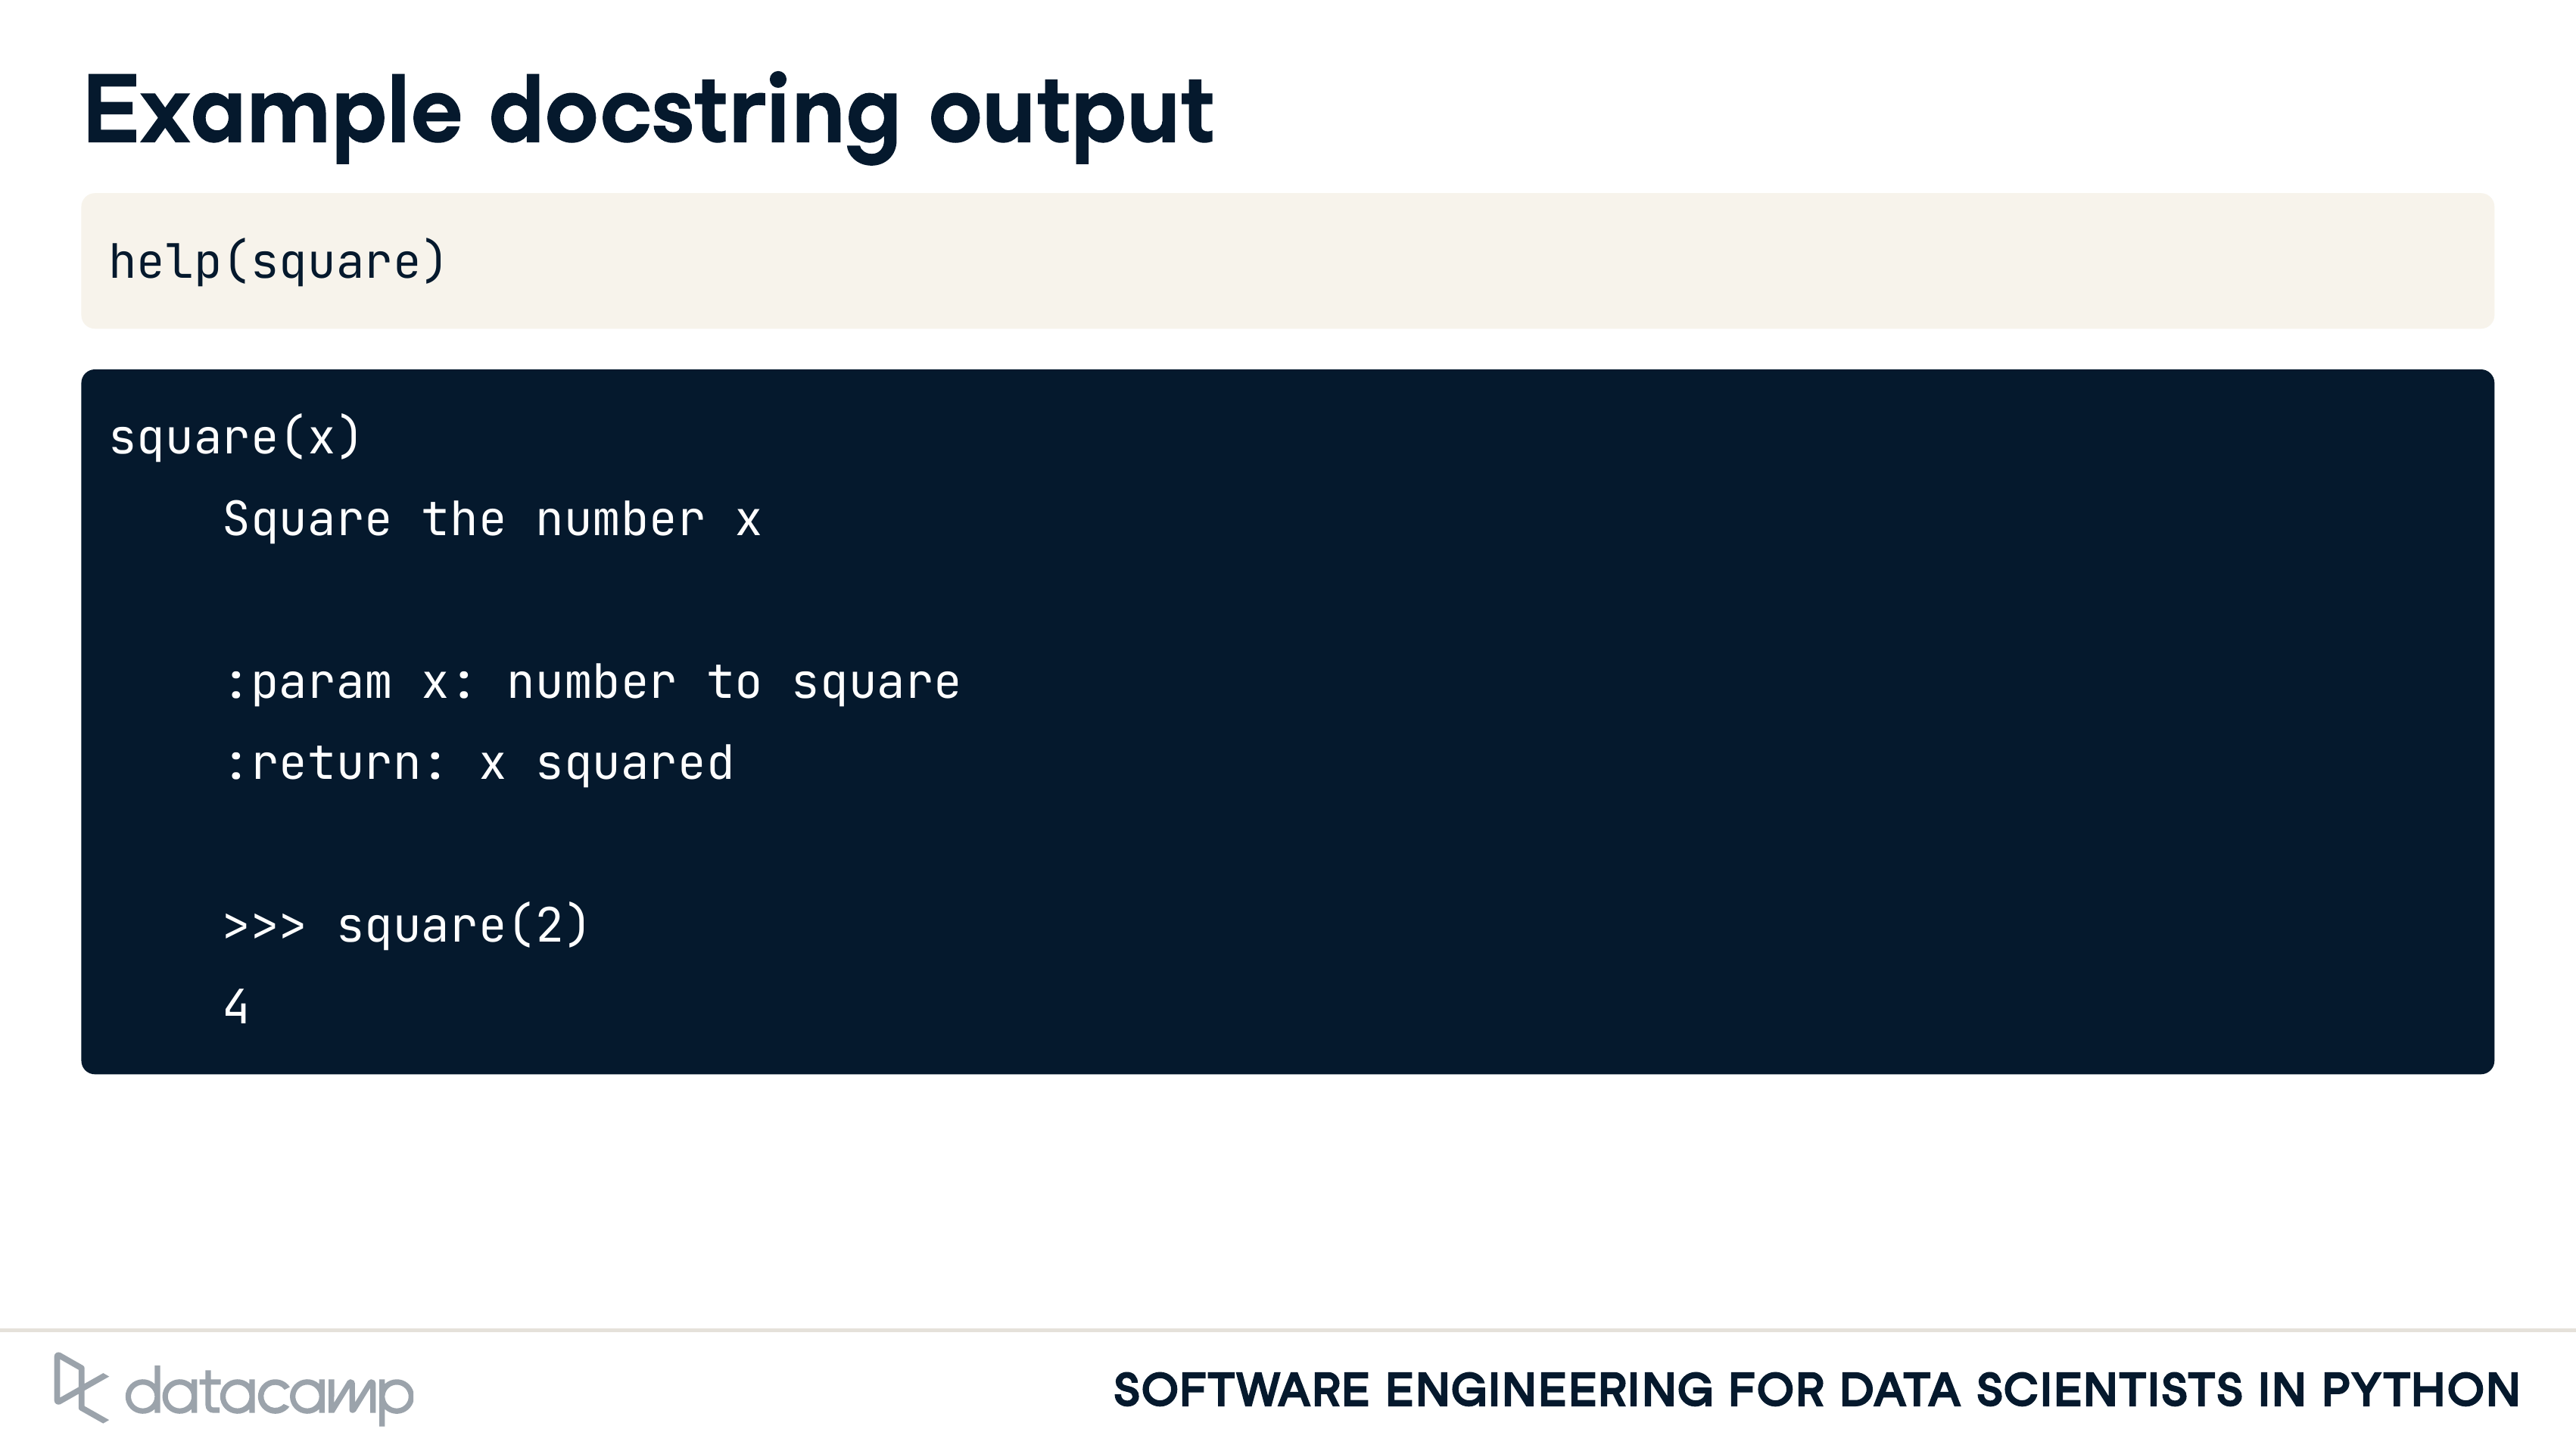 Example docstring output
help(square)
square(x)
    Square the number x

    :param x: number to square
    :return: x squared

    >>> square(2)
    4
datacamp
SOFTWARE ENGINEERING FOR DATA SCIENTISTS IN PYTHON